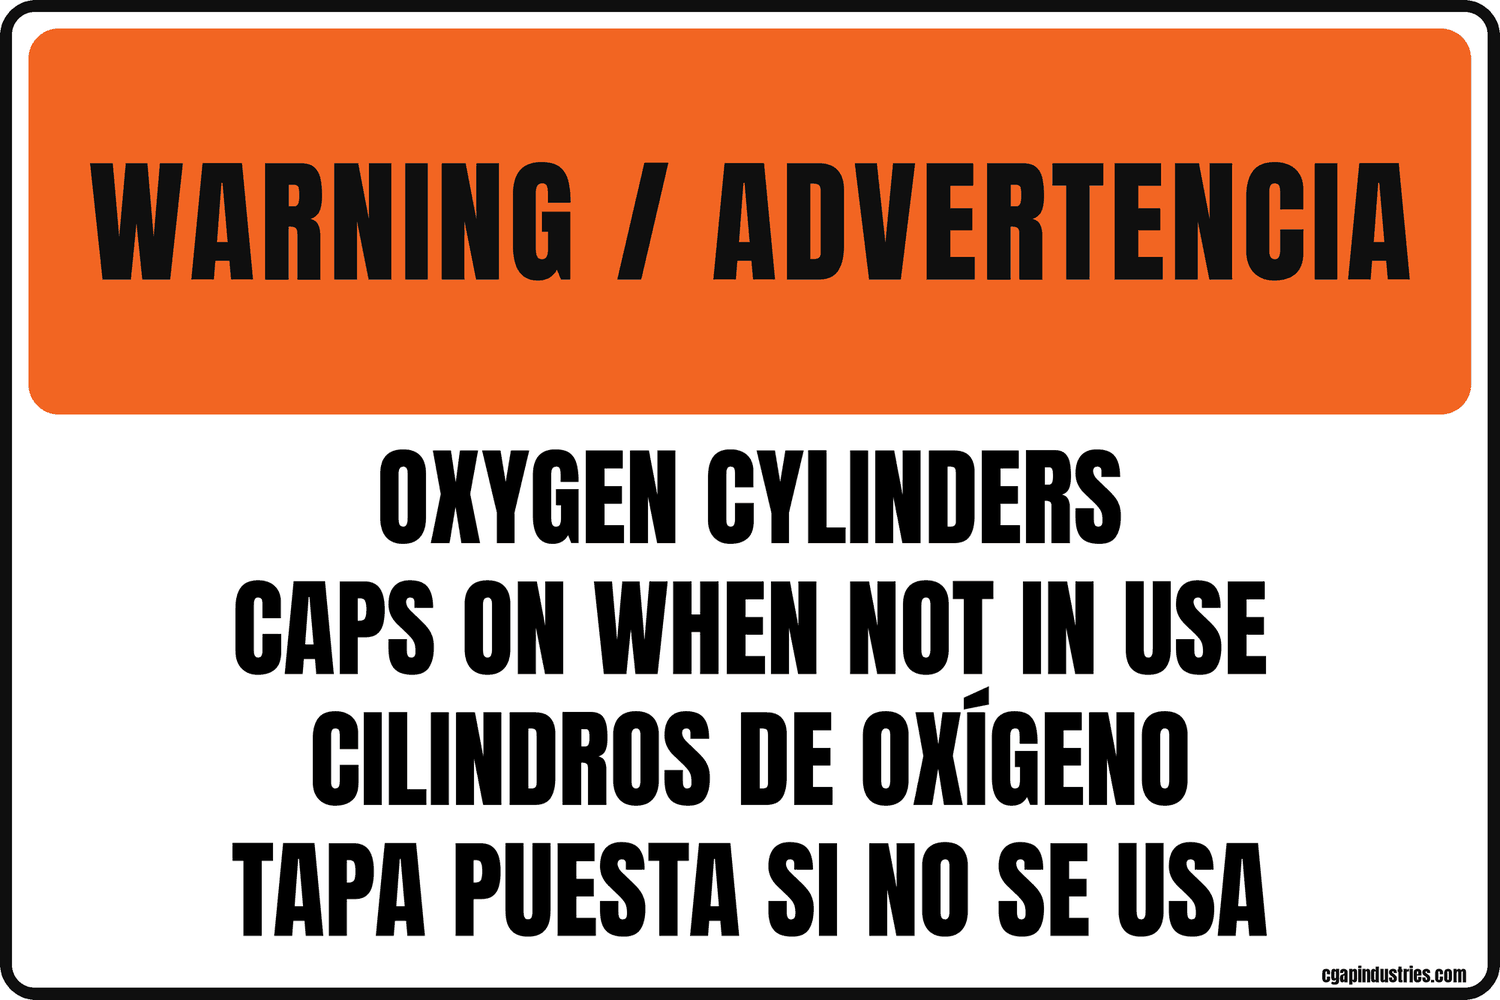 WARNING / ADVERTENCIA
OXYGEN CYLINDERS
CAPS ON WHEN NOT IN USE
CILINDROS DE OXÍGENO
TAPA PUESTA SI NO SE USA
cgapindustries.com